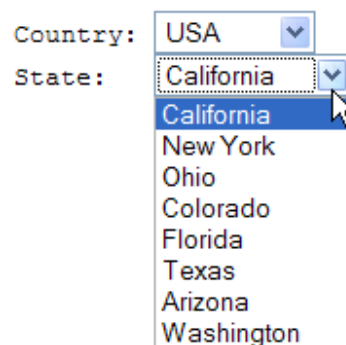 Country: USA
State: California
California
New York
Ohio
Colorado
Florida
Texas
Arizona
Washington